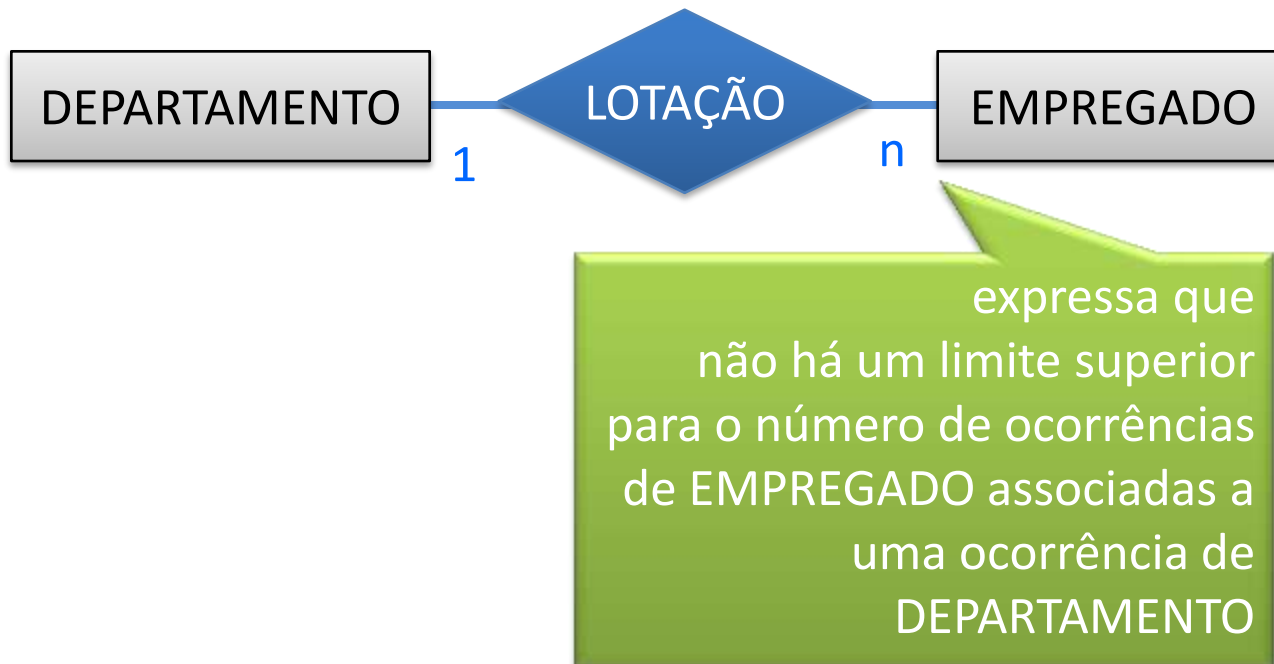 DEPARTAMENTO
LOTAÇÃO
EMPREGADO
1
n
expressa que
não há um limite superior
para o número de ocorrências
de EMPREGADO associadas a
uma ocorrência de
DEPARTAMENTO